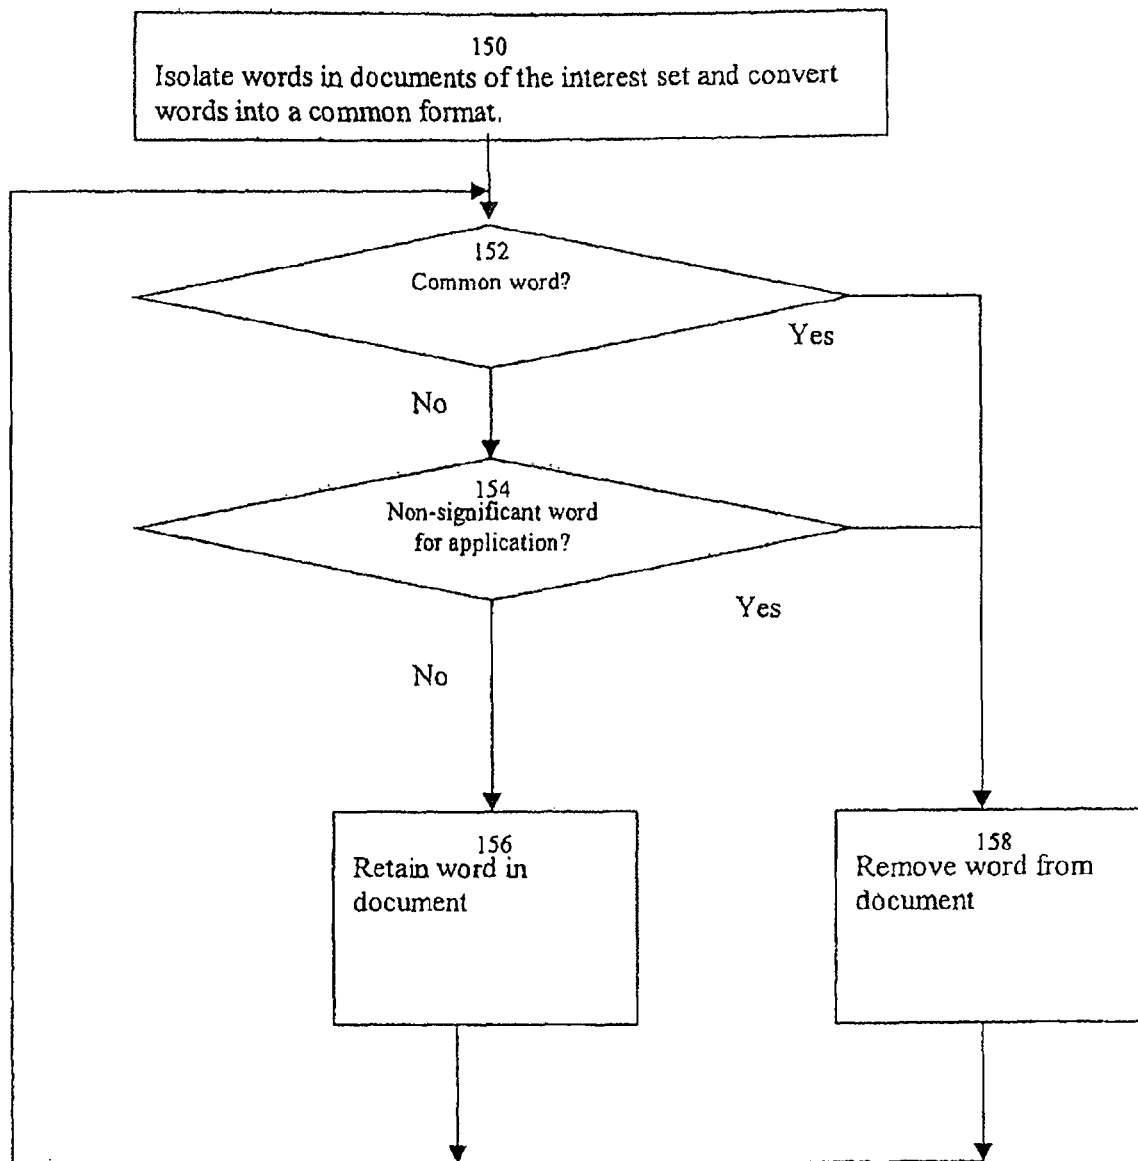 150
Isolate words in documents of the interest set and convert
words into a common format.
152
Common word?
Yes
No
154
Non-significant word
for application?
Yes
No
156
Retain word in
document
158
Remove word from
document